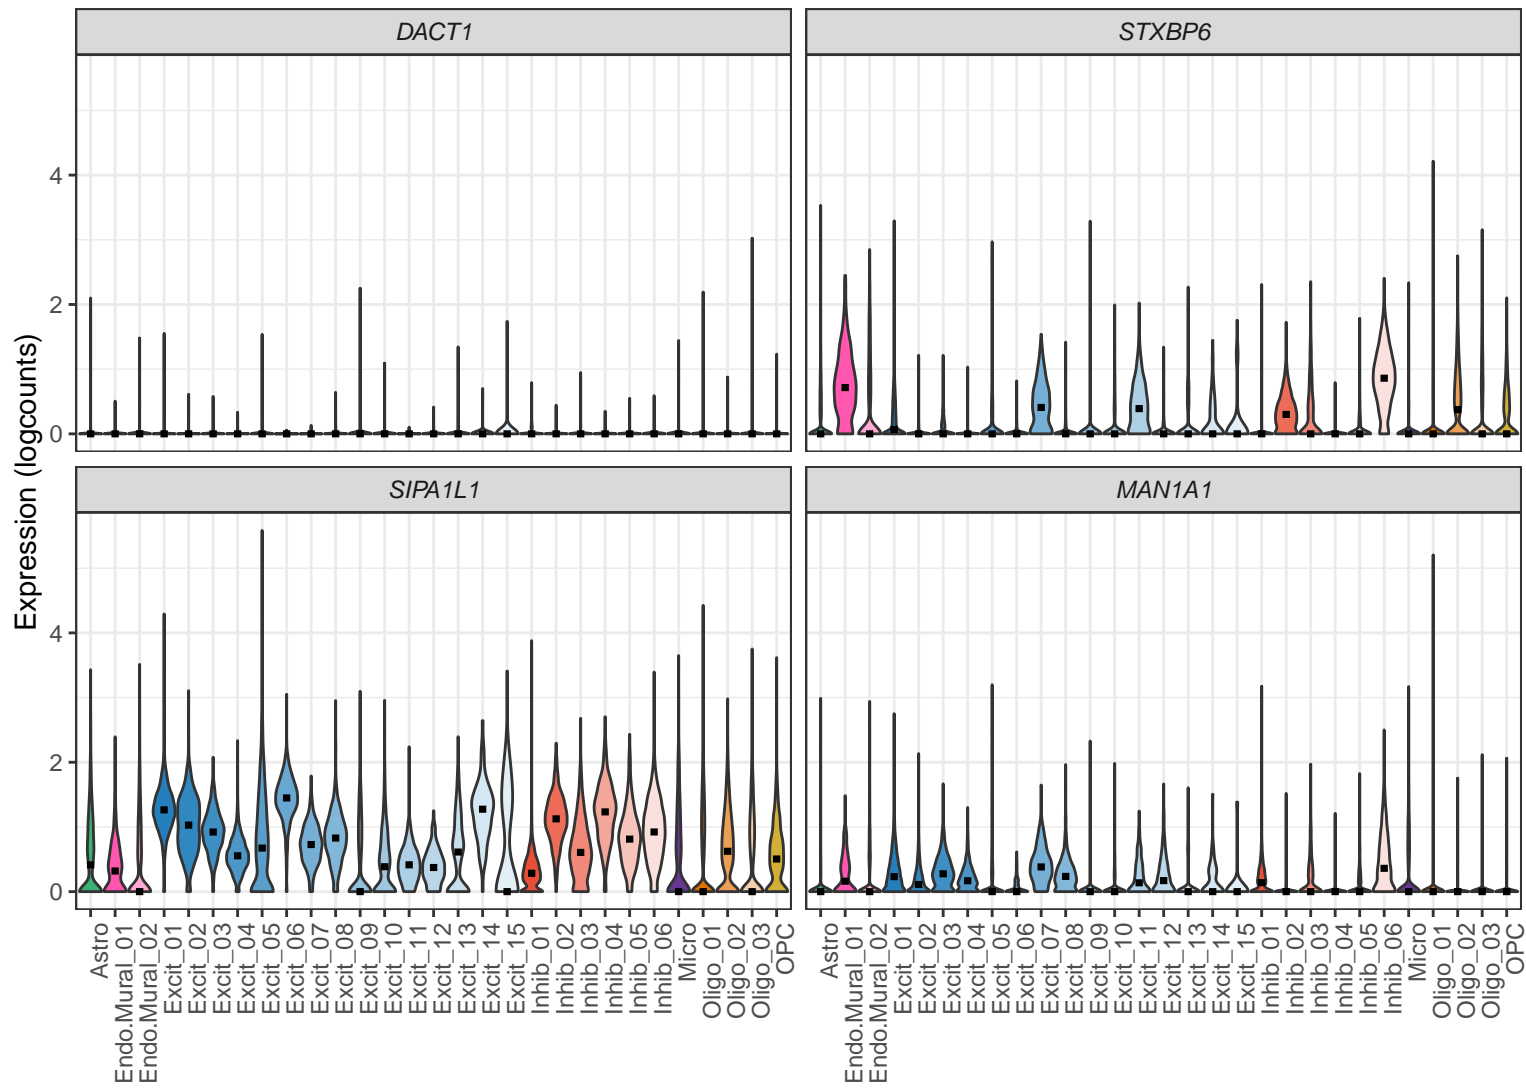 DACT1
STXBP6
4
2
0
SIPA1L1
MAN1A1
4
2
0
Expression (logcounts)
Astro
Endo.Mural_01
Endo.Mural_02
Excit_01
Excit_02
Excit_03
Excit_04
Excit_05
Excit_06
Excit_07
Excit_08
Excit_09
Excit_10
Excit_11
Excit_12
Excit_13
Excit_14
Excit_15
Inhib_01
Inhib_02
Inhib_03
Inhib_04
Inhib_05
Inhib_06
Micro
Oligo_01
Oligo_02
Oligo_03
OPC
Astro
Endo.Mural_01
Endo.Mural_02
Excit_01
Excit_02
Excit_03
Excit_04
Excit_05
Excit_06
Excit_07
Excit_08
Excit_09
Excit_10
Excit_11
Excit_12
Excit_13
Excit_14
Excit_15
Inhib_01
Inhib_02
Inhib_03
Inhib_04
Inhib_05
Inhib_06
Micro
Oligo_01
Oligo_02
Oligo_03
OPC